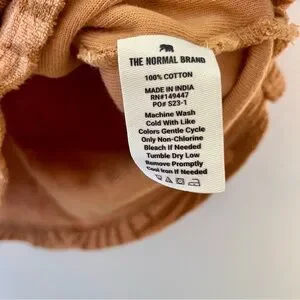 THE NORMAL BRAND
100% COTTON
MADE IN INDIA
RN#149447
PO# S23-1
Machine Wash
Cold With Like
Colors Gentle Cycle
Only Non-Chlorine
Bleach If Needed
Tumble Dry Low
Remove Promptly
Cool Iron If Needed